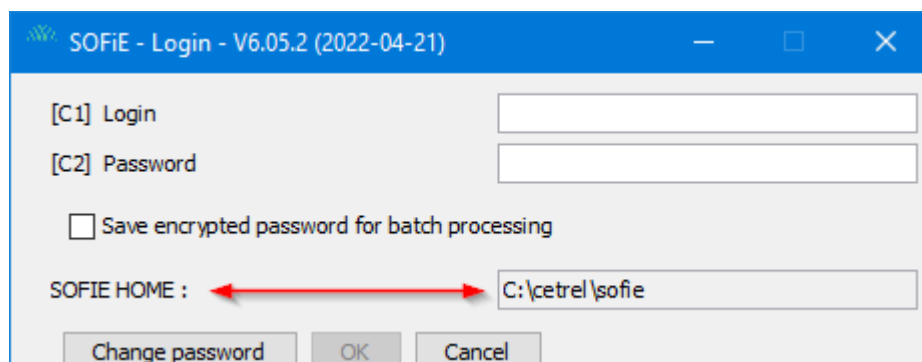 SOFiE - Login - V6.05.2 (2022-04-21)
[C1] Login
[C2] Password
Save encrypted password for batch processing
SOFIE HOME : C:\cetrel\sofie
Change password OK Cancel